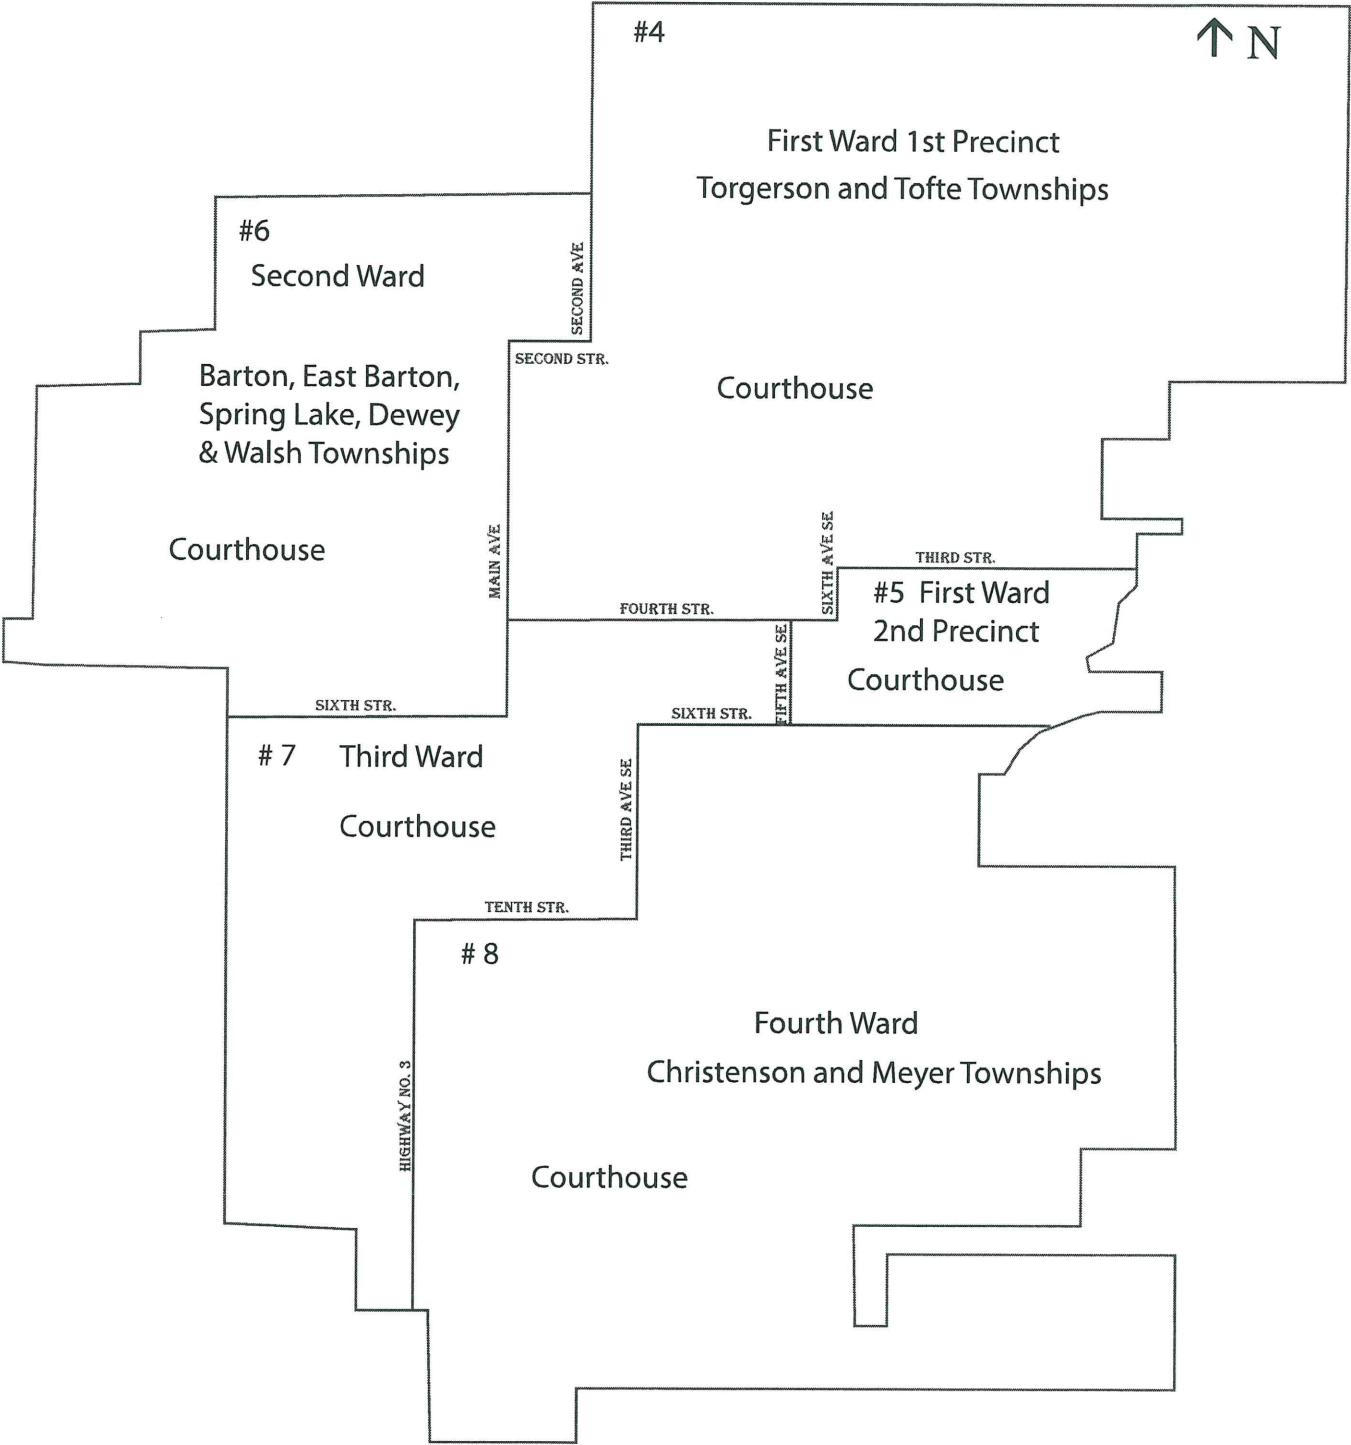 #4
N
First Ward 1st Precinct
Torgerson and Tofte Townships
#6
Second Ward
SECOND AVE
SECOND STR.
Barton, East Barton,
Spring Lake, Dewey
& Walsh Townships
Courthouse
Courthouse
MAIN AVE
SIXTH AVE SE
THIRD STR.
#5 First Ward
2nd Precinct
Courthouse
FOURTH STR.
FIFTH AVE SE
SIXTH STR.
SIXTH STR.
# 7 Third Ward
Courthouse
THIRD AVE SE
TENTH STR.
# 8
Fourth Ward
Christenson and Meyer Townships
HIGHWAY NO. 3
Courthouse